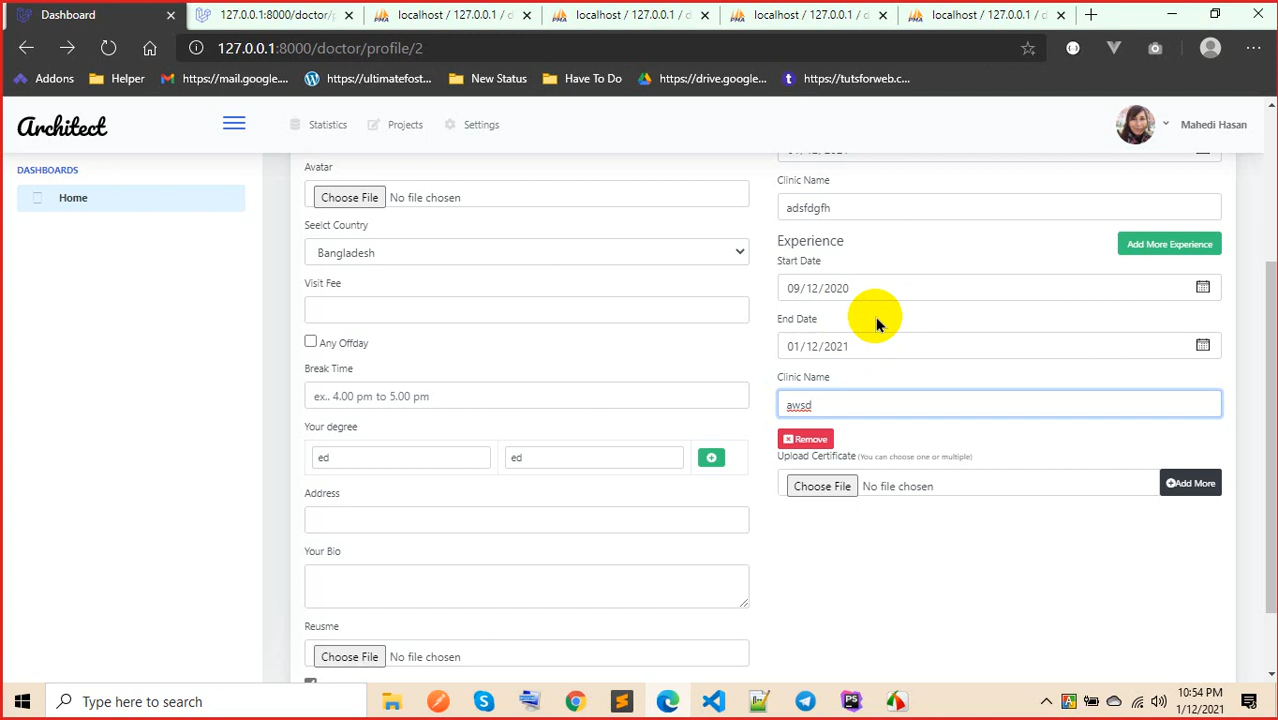 Dashboard
127.0.0.1:8000/doctor/p
localhost / 127.0.0.1 / d
localhost / 127.0.0.1 / d
localhost / 127.0.0.1 / d
localhost / 127.0.0.1 / d
127.0.0.1:8000/doctor/profile/2
Addons
Helper
https://mail.google....
https://ultimatefost...
New Status
Have To Do
https://drive.google...
https://tutsforweb.c...
Architect
Statistics
Projects
Settings
Mahedi Hasan
DASHBOARDS
Home
Avatar
Choose File No file chosen
Seelct Country
Bangladesh
Visit Fee
Any Offday
Break Time
ex.. 4.00 pm to 5.00 pm
Your degree
ed
ed
Address
Your Bio
Reusme
Choose File No file chosen
Clinic Name
adsfdgfh
Experience
Add More Experience
Start Date
09/12/2020
End Date
01/12/2021
Clinic Name
awsd
Remove
Upload Certificate (You can choose one or multiple)
Choose File No file chosen
Add More
Type here to search
10:54 PM
1/12/2021